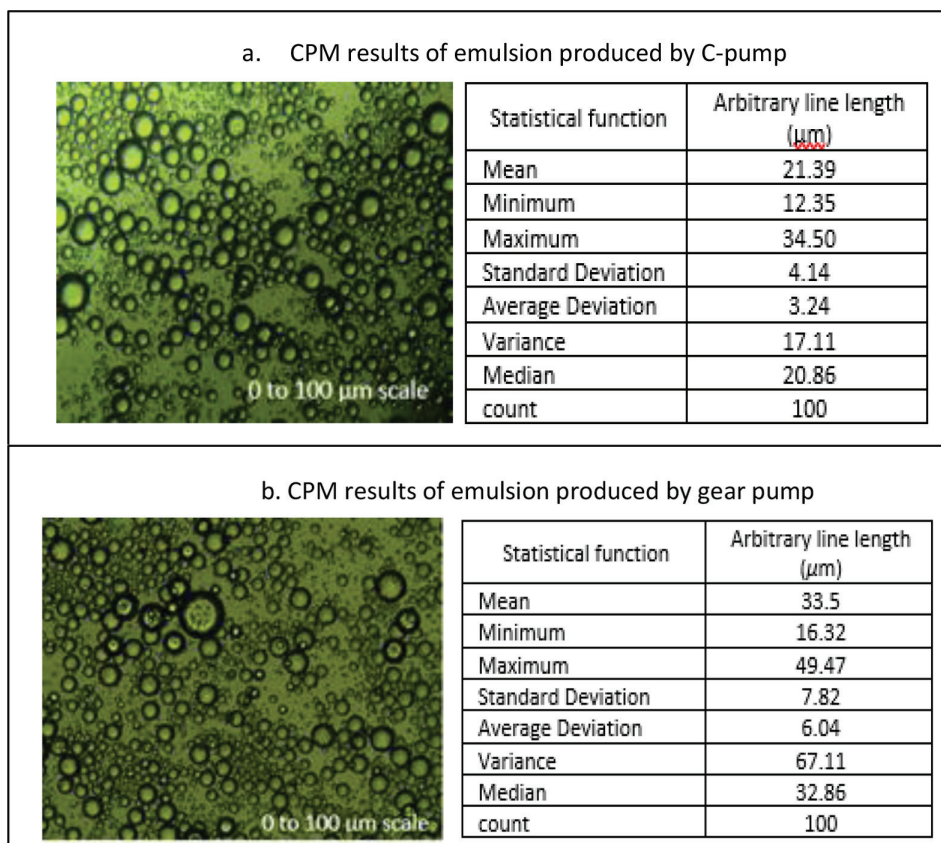 a. CPM results of emulsion produced by C-pump
Statistical function Arbitrary line length
(µm)
Mean 21.39
Minimum 12.35
Maximum 34.50
Standard Deviation 4.14
Average Deviation 3.24
Variance 17.11
Median 20.86
count 100
0 to 100 µm scale
b. CPM results of emulsion produced by gear pump
Statistical function Arbitrary line length
(µm)
Mean 33.5
Minimum 16.32
Maximum 49.47
Standard Deviation 7.82
Average Deviation 6.04
Variance 67.11
Median 32.86
count 100
0 to 100 µm scale